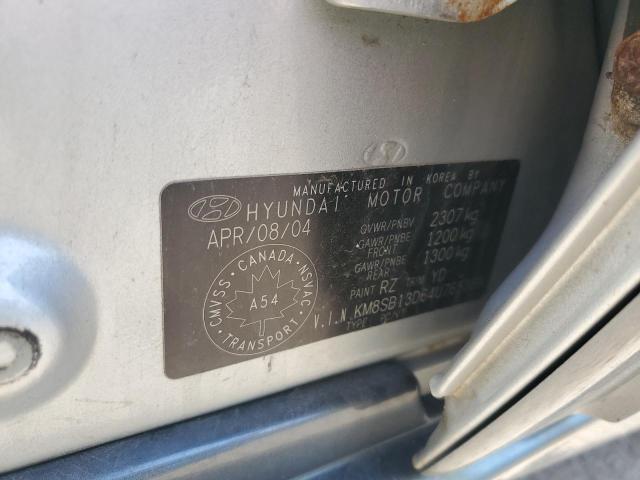 MANUFACTURED IN KOREA BY
HYUNDAI MOTOR COMPANY
APR/08/04
GVWR/PNBV 2307kg
GAWR/PNBE FRONT 1200kg
GAWR/PNBE REAR 1300kg
PAINT RZ TRIM YD
V.I.N. KM8SB13D64U
TYPE
CMVSS · CANADA · NSVAC
· TRANSPORT ·
A54